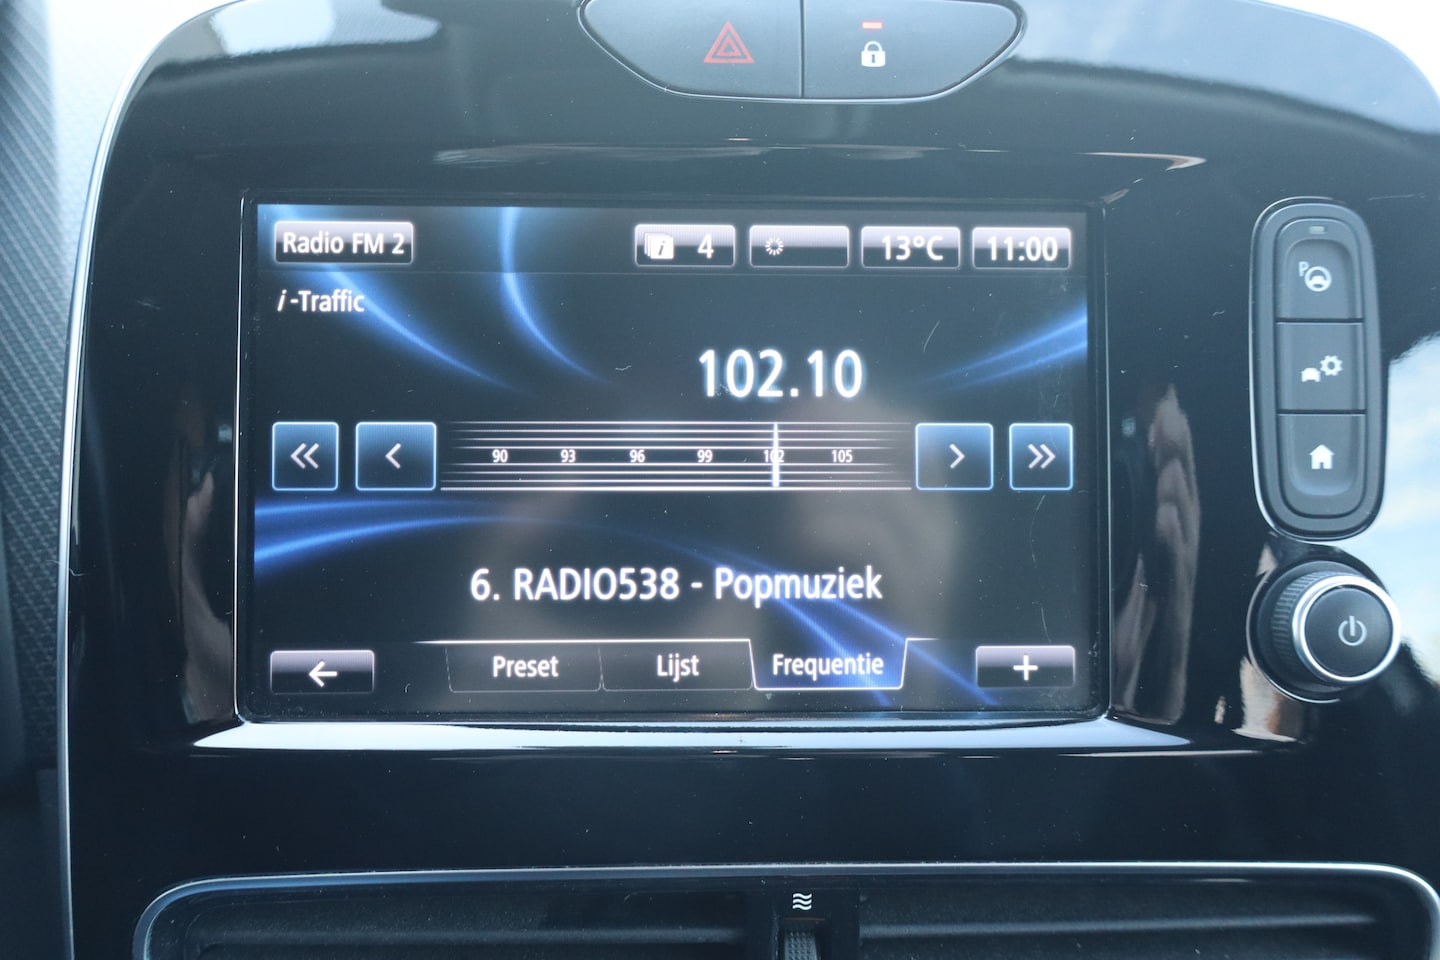 Radio FM 2
4
13°C
11:00
i-Traffic
102.10
90 93 96 99 102 105
6. RADIO538 - Popmuziek
Preset
Lijst
Frequentie
P